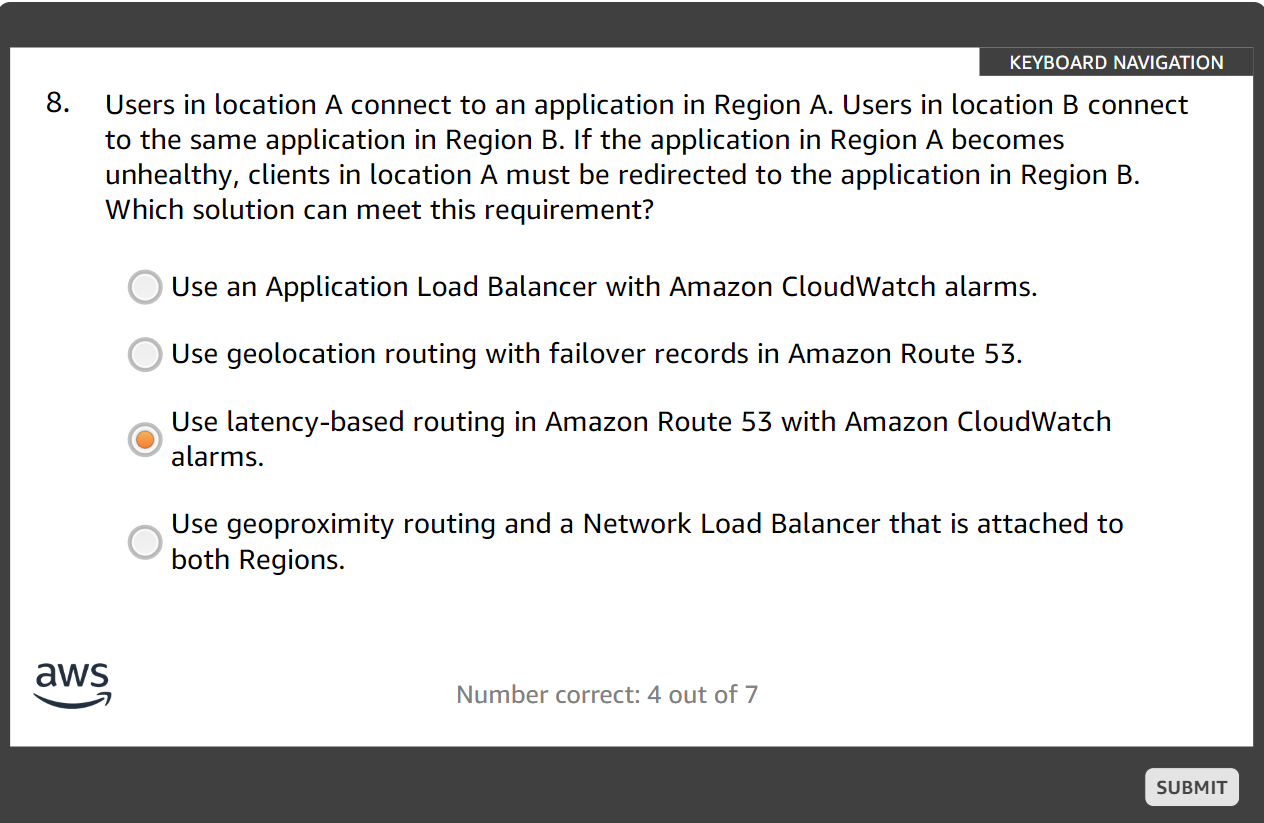 KEYBOARD NAVIGATION
8. Users in location A connect to an application in Region A. Users in location B connect
to the same application in Region B. If the application in Region A becomes
unhealthy, clients in location A must be redirected to the application in Region B.
Which solution can meet this requirement?
Use an Application Load Balancer with Amazon CloudWatch alarms.
Use geolocation routing with failover records in Amazon Route 53.
Use latency-based routing in Amazon Route 53 with Amazon CloudWatch
alarms.
Use geoproximity routing and a Network Load Balancer that is attached to
both Regions.
aws
Number correct: 4 out of 7
SUBMIT